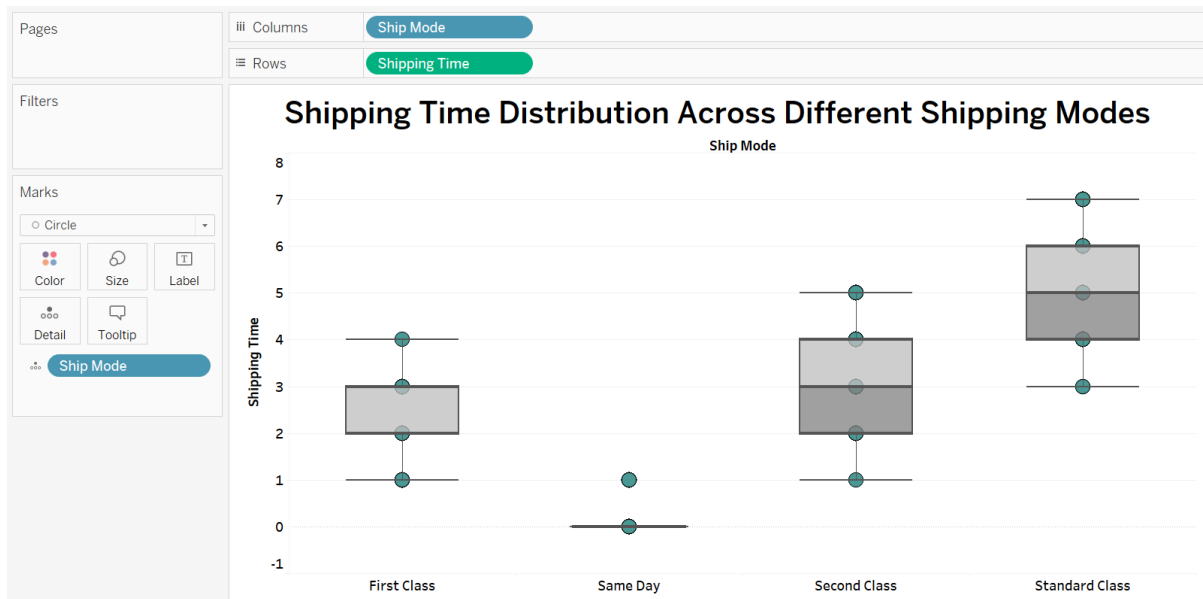 Pages
iii Columns
Ship Mode
Rows
Shipping Time
Filters
Marks
Circle
Color
Size
T
Label
Detail
Tooltip
Ship Mode
Shipping Time Distribution Across Different Shipping Modes
Ship Mode
8
7
6
5
4
3
2
1
0
-1
Shipping Time
First Class
Same Day
Second Class
Standard Class